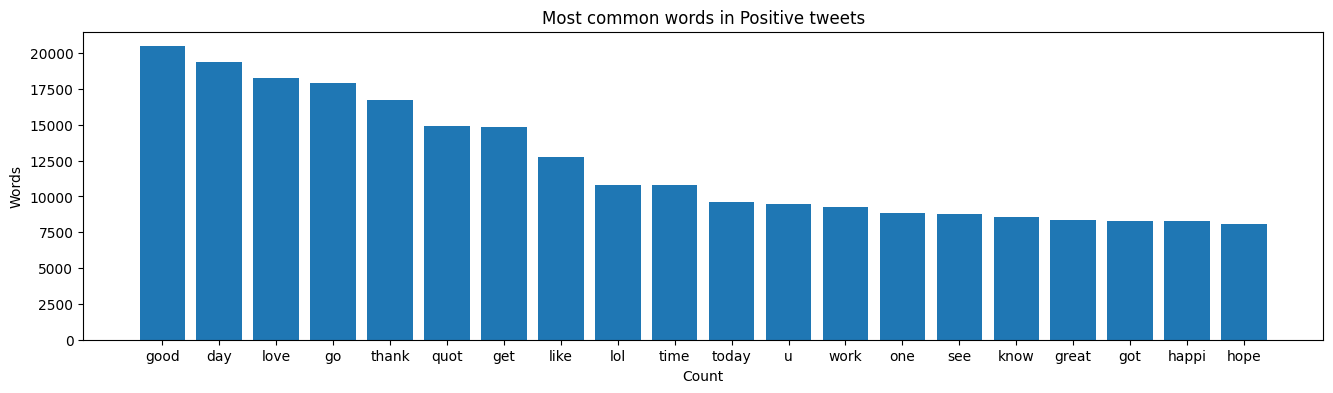 Most common words in Positive tweets
Words
20000
17500
15000
12500
10000
7500
5000
2500
0
good day love go thank quot get like lol time today u work one see know great got happi hope
Count